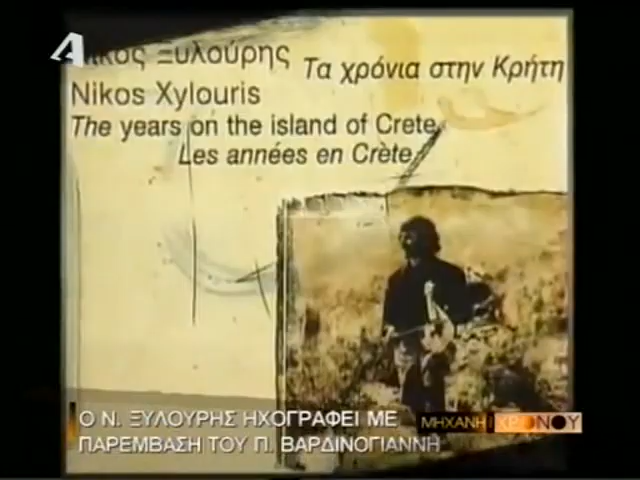 Νίκος Ξυλούρης
Τα χρόνια στην Κρήτη
Nikos Xylouris
The years on the island of Crete
Les années en Crète
Ο Ν. ΞΥΛΟΥΡΗΣ ΗΧΟΓΡΑΦΕΙ ΜΕ
ΠΑΡΕΜΒΑΣΗ ΤΟΥ Π. ΒΑΡΔΙΝΟΓΙΑΝΝΗ
ΜΗΧΑΝΗ ΧΡΟΝΟΥ